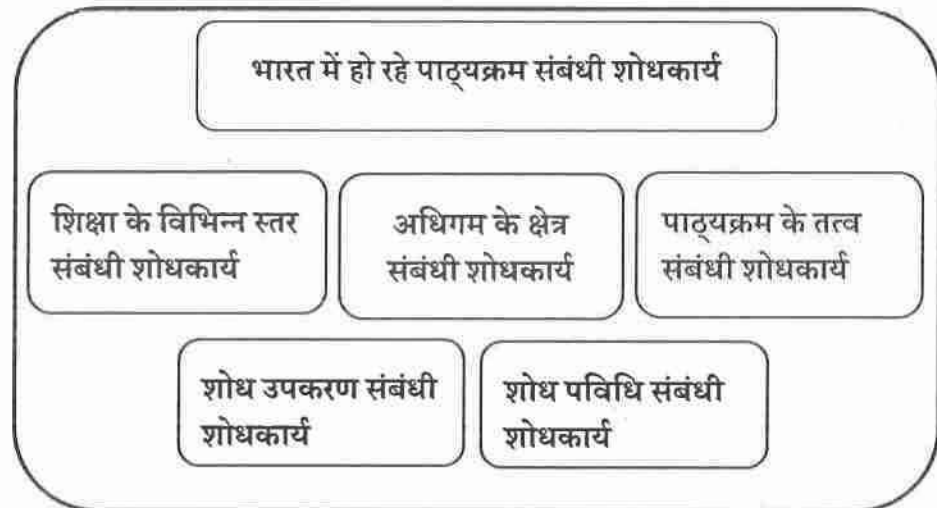 भारत में हो रहे पाठ्यक्रम संबंधी शोधकार्य
शिक्षा के विभिन्न स्तर
संबंधी शोधकार्य
अधिगम के क्षेत्र
संबंधी शोधकार्य
पाठ्यक्रम के तत्व
संबंधी शोधकार्य
शोध उपकरण संबंधी
शोधकार्य
शोध पविधि संबंधी
शोधकार्य